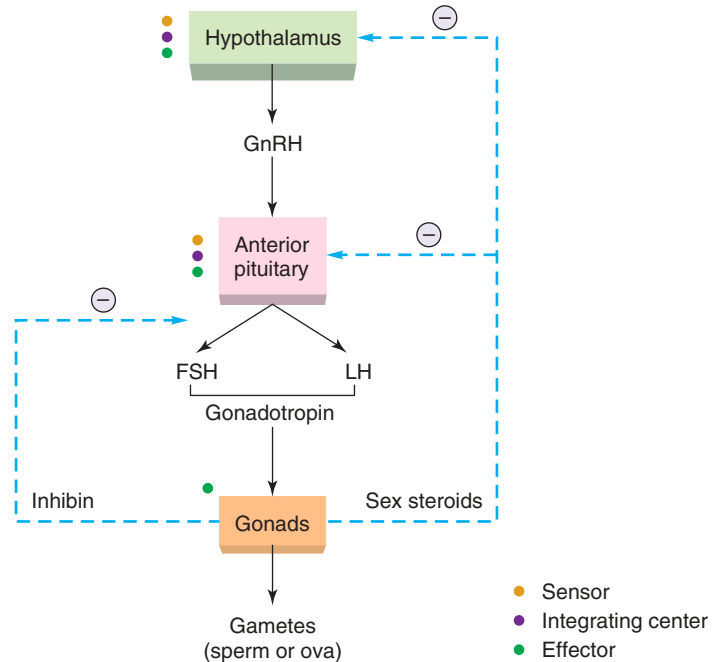 Hypothalamus
−
GnRH
Anterior
pituitary
−
−
FSH
LH
Gonadotropin
Inhibin
Gonads
Sex steroids
Gametes
(sperm or ova)
Sensor
Integrating center
Effector